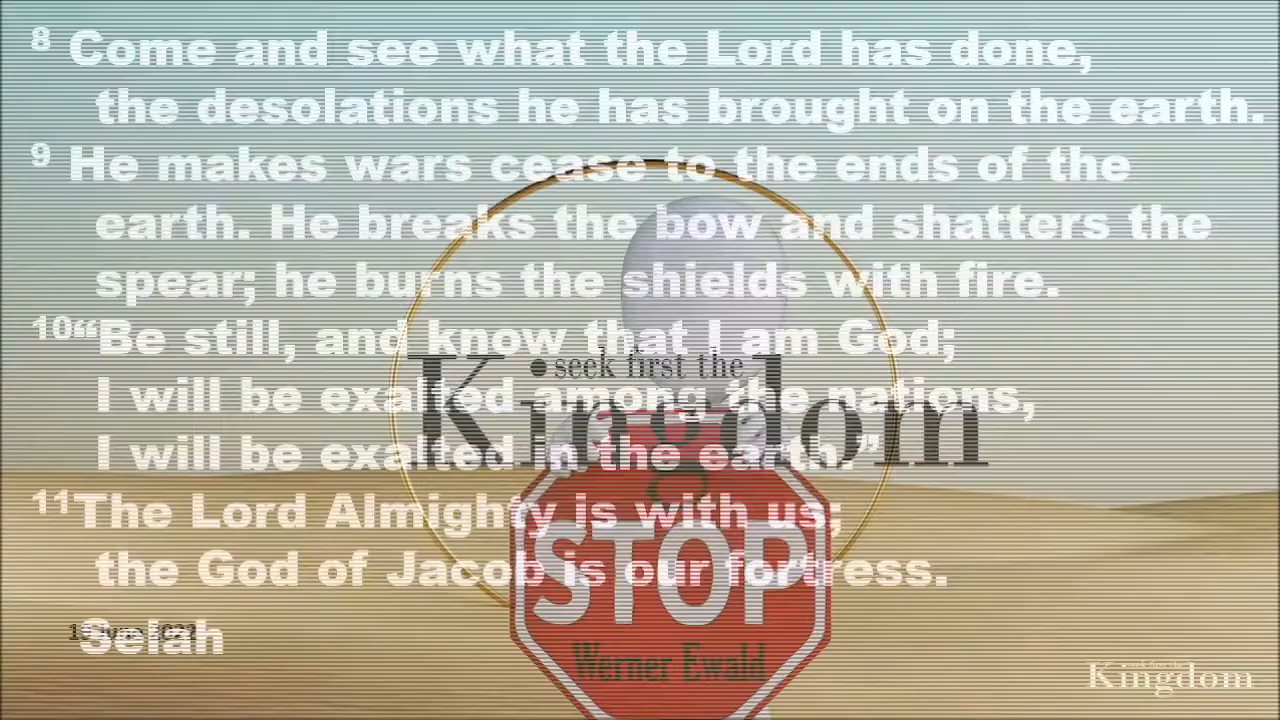 8 Come and see what the Lord has done,
the desolations he has brought on the earth.
9 He makes wars cease to the ends of the
earth. He breaks the bow and shatters the
spear; he burns the shields with fire.
10 “Be still, and know that I am God;
seek first the
Kingdom
I will be exalted among the nations,
I will be exalted in the earth.”
11 The Lord Almighty is with us;
STOP
the God of Jacob is our fortress.
Selah
Werner Ewald
seek first the
Kingdom